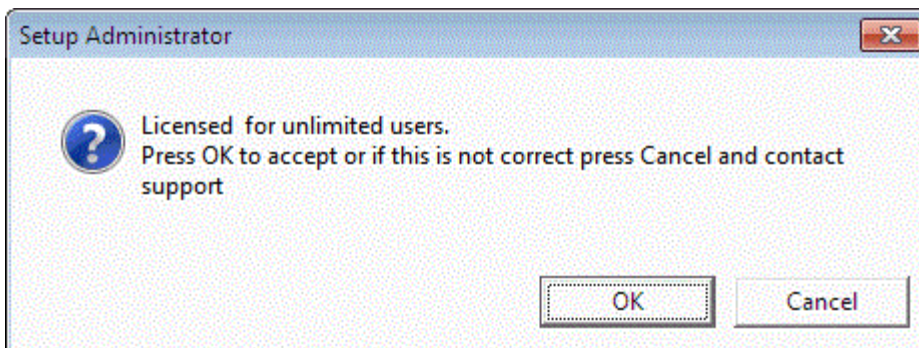 Setup Administrator
Licensed  for unlimited users.
Press OK to accept or if this is not correct press Cancel and contact
support
OK
Cancel